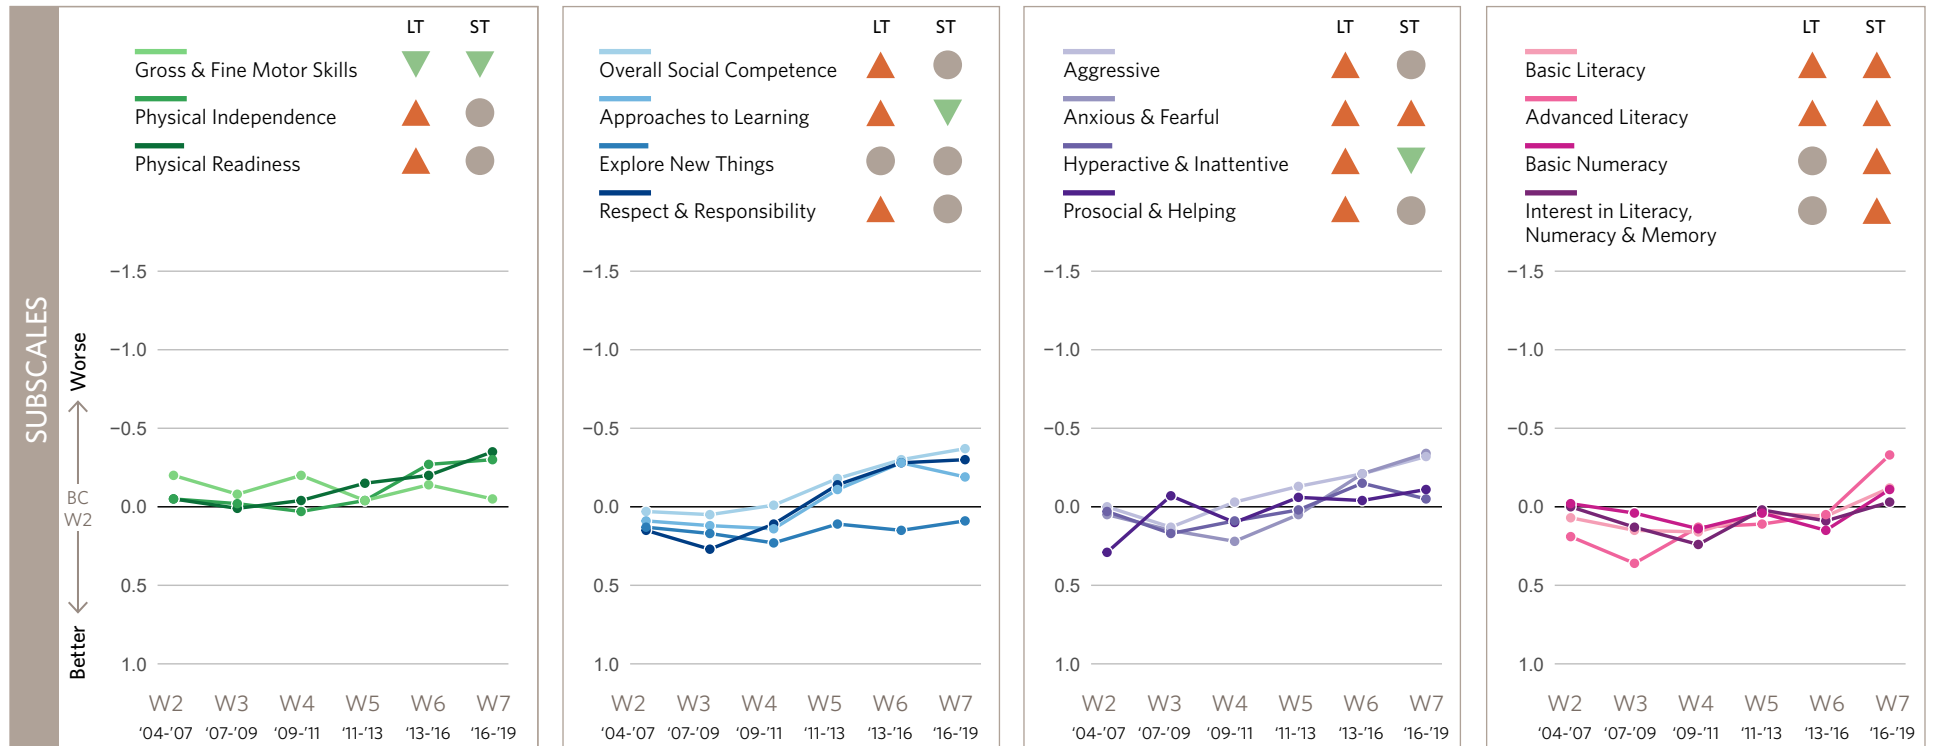 SUBSCALES
Worse
BC
W2
Better
LT ST
Gross & Fine Motor Skills
Physical Independence
Physical Readiness
−1.5
−1.0
−0.5
0.0
0.5
1.0
W2 W3 W4 W5 W6 W7
‘04-’07 ‘07-’09 ‘09-’11 ‘11-’13 ‘13-’16 ‘16-’19
LT ST
Overall Social Competence
Approaches to Learning
Explore New Things
Respect & Responsibility
−1.5
−1.0
−0.5
0.0
0.5
1.0
W2 W3 W4 W5 W6 W7
‘04-’07 ‘07-’09 ‘09-’11 ‘11-’13 ‘13-’16 ‘16-’19
LT ST
Aggressive
Anxious & Fearful
Hyperactive & Inattentive
Prosocial & Helping
−1.5
−1.0
−0.5
0.0
0.5
1.0
W2 W3 W4 W5 W6 W7
‘04-’07 ‘07-’09 ‘09-’11 ‘11-’13 ‘13-’16 ‘16-’19
LT ST
Basic Literacy
Advanced Literacy
Basic Numeracy
Interest in Literacy,
Numeracy & Memory
−1.5
−1.0
−0.5
0.0
0.5
1.0
W2 W3 W4 W5 W6 W7
‘04-’07 ‘07-’09 ‘09-’11 ‘11-’13 ‘13-’16 ‘16-’19